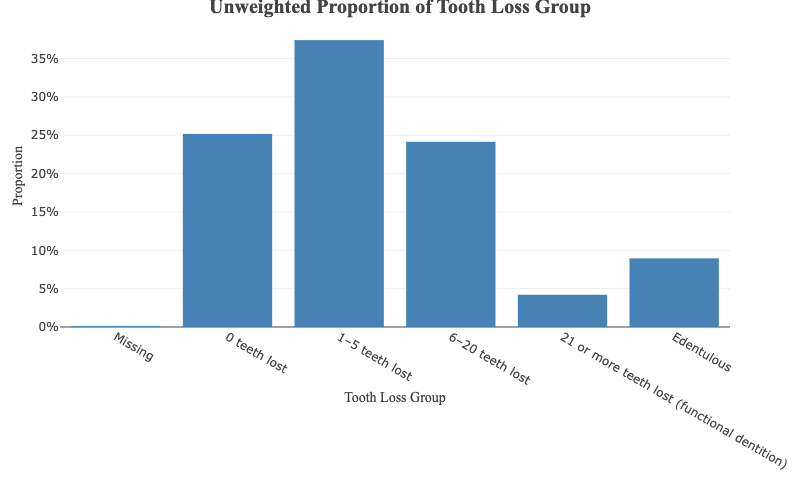 Unweighted Proportion of Tooth Loss Group
Proportion
35%
30%
25%
20%
15%
10%
5%
0%
Missing
0 teeth lost
1–5 teeth lost
6–20 teeth lost
21 or more teeth lost (functional dentition)
Edentulous
Tooth Loss Group